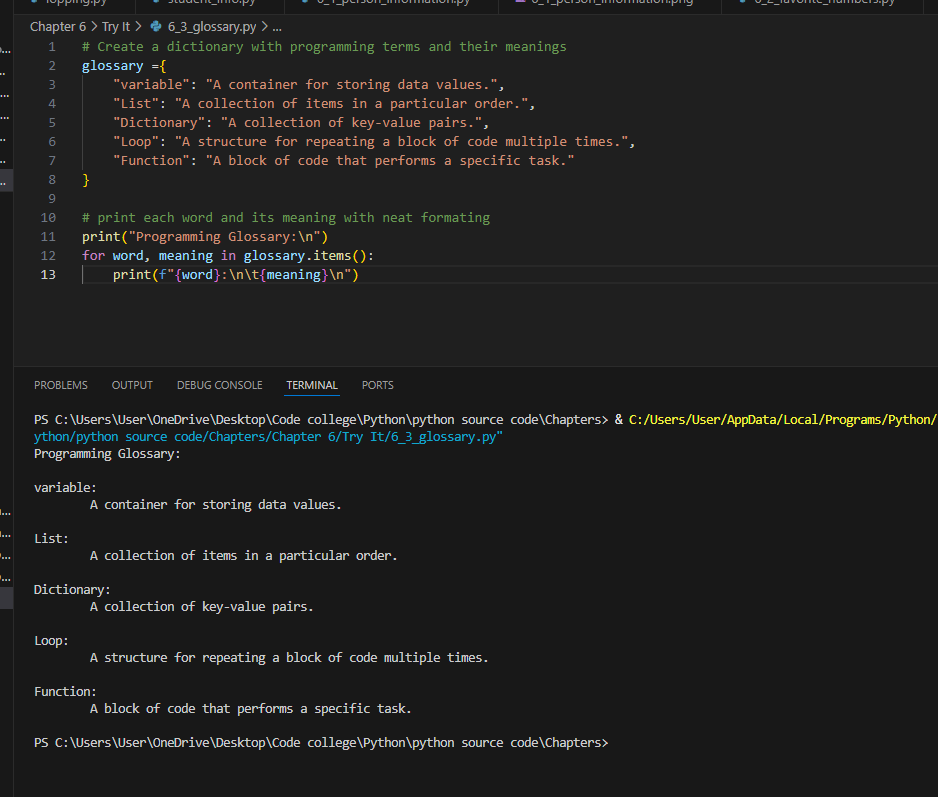 student_info.py 6_1_person_information.py 6_1_person_information.png 6_2_favorite_numbers.py
Chapter 6 > Try It > 6_3_glossary.py > ...
1 # Create a dictionary with programming terms and their meanings
2 glossary ={
3 "variable": "A container for storing data values.",
4 "List": "A collection of items in a particular order.",
5 "Dictionary": "A collection of key-value pairs.",
6 "Loop": "A structure for repeating a block of code multiple times.",
7 "Function": "A block of code that performs a specific task."
8 }
9
10 # print each word and its meaning with neat formating
11 print("Programming Glossary:\n")
12 for word, meaning in glossary.items():
13 print(f"{word}:\n\t{meaning}\n")
PROBLEMS OUTPUT DEBUG CONSOLE TERMINAL PORTS
PS C:\Users\User\OneDrive\Desktop\Code college\Python\python source code\Chapters> & C:/Users/User/AppData/Local/Programs/Python/
ython/python source code/Chapters/Chapter 6/Try It/6_3_glossary.py"
Programming Glossary:
variable:
A container for storing data values.
List:
A collection of items in a particular order.
Dictionary:
A collection of key-value pairs.
Loop:
A structure for repeating a block of code multiple times.
Function:
A block of code that performs a specific task.
PS C:\Users\User\OneDrive\Desktop\Code college\Python\python source code\Chapters>